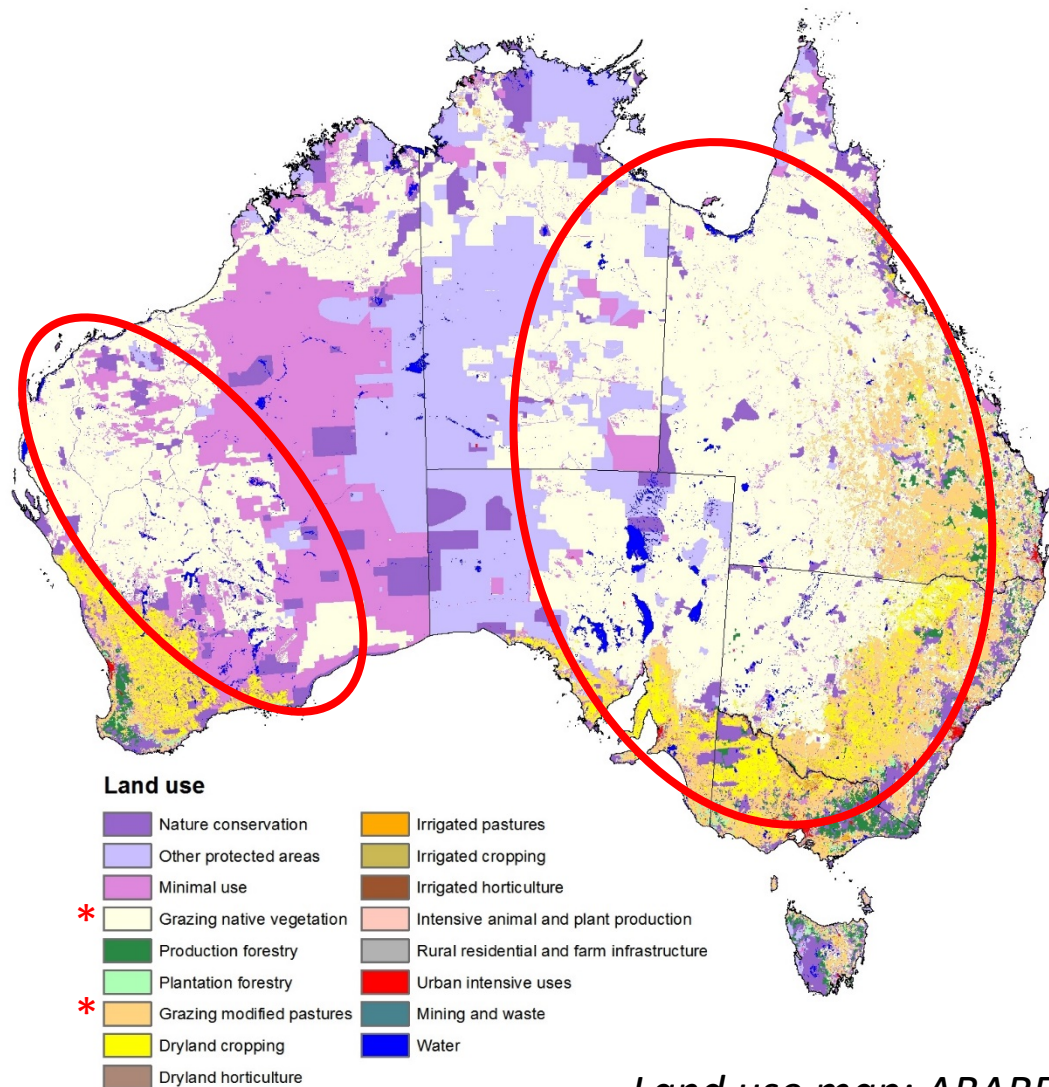 Land use
Nature conservation
Other protected areas
Minimal use
* Grazing native vegetation
Production forestry
Plantation forestry
* Grazing modified pastures
Dryland cropping
Dryland horticulture
Irrigated pastures
Irrigated cropping
Irrigated horticulture
Intensive animal and plant production
Rural residential and farm infrastructure
Urban intensive uses
Mining and waste
Water
Land use map: